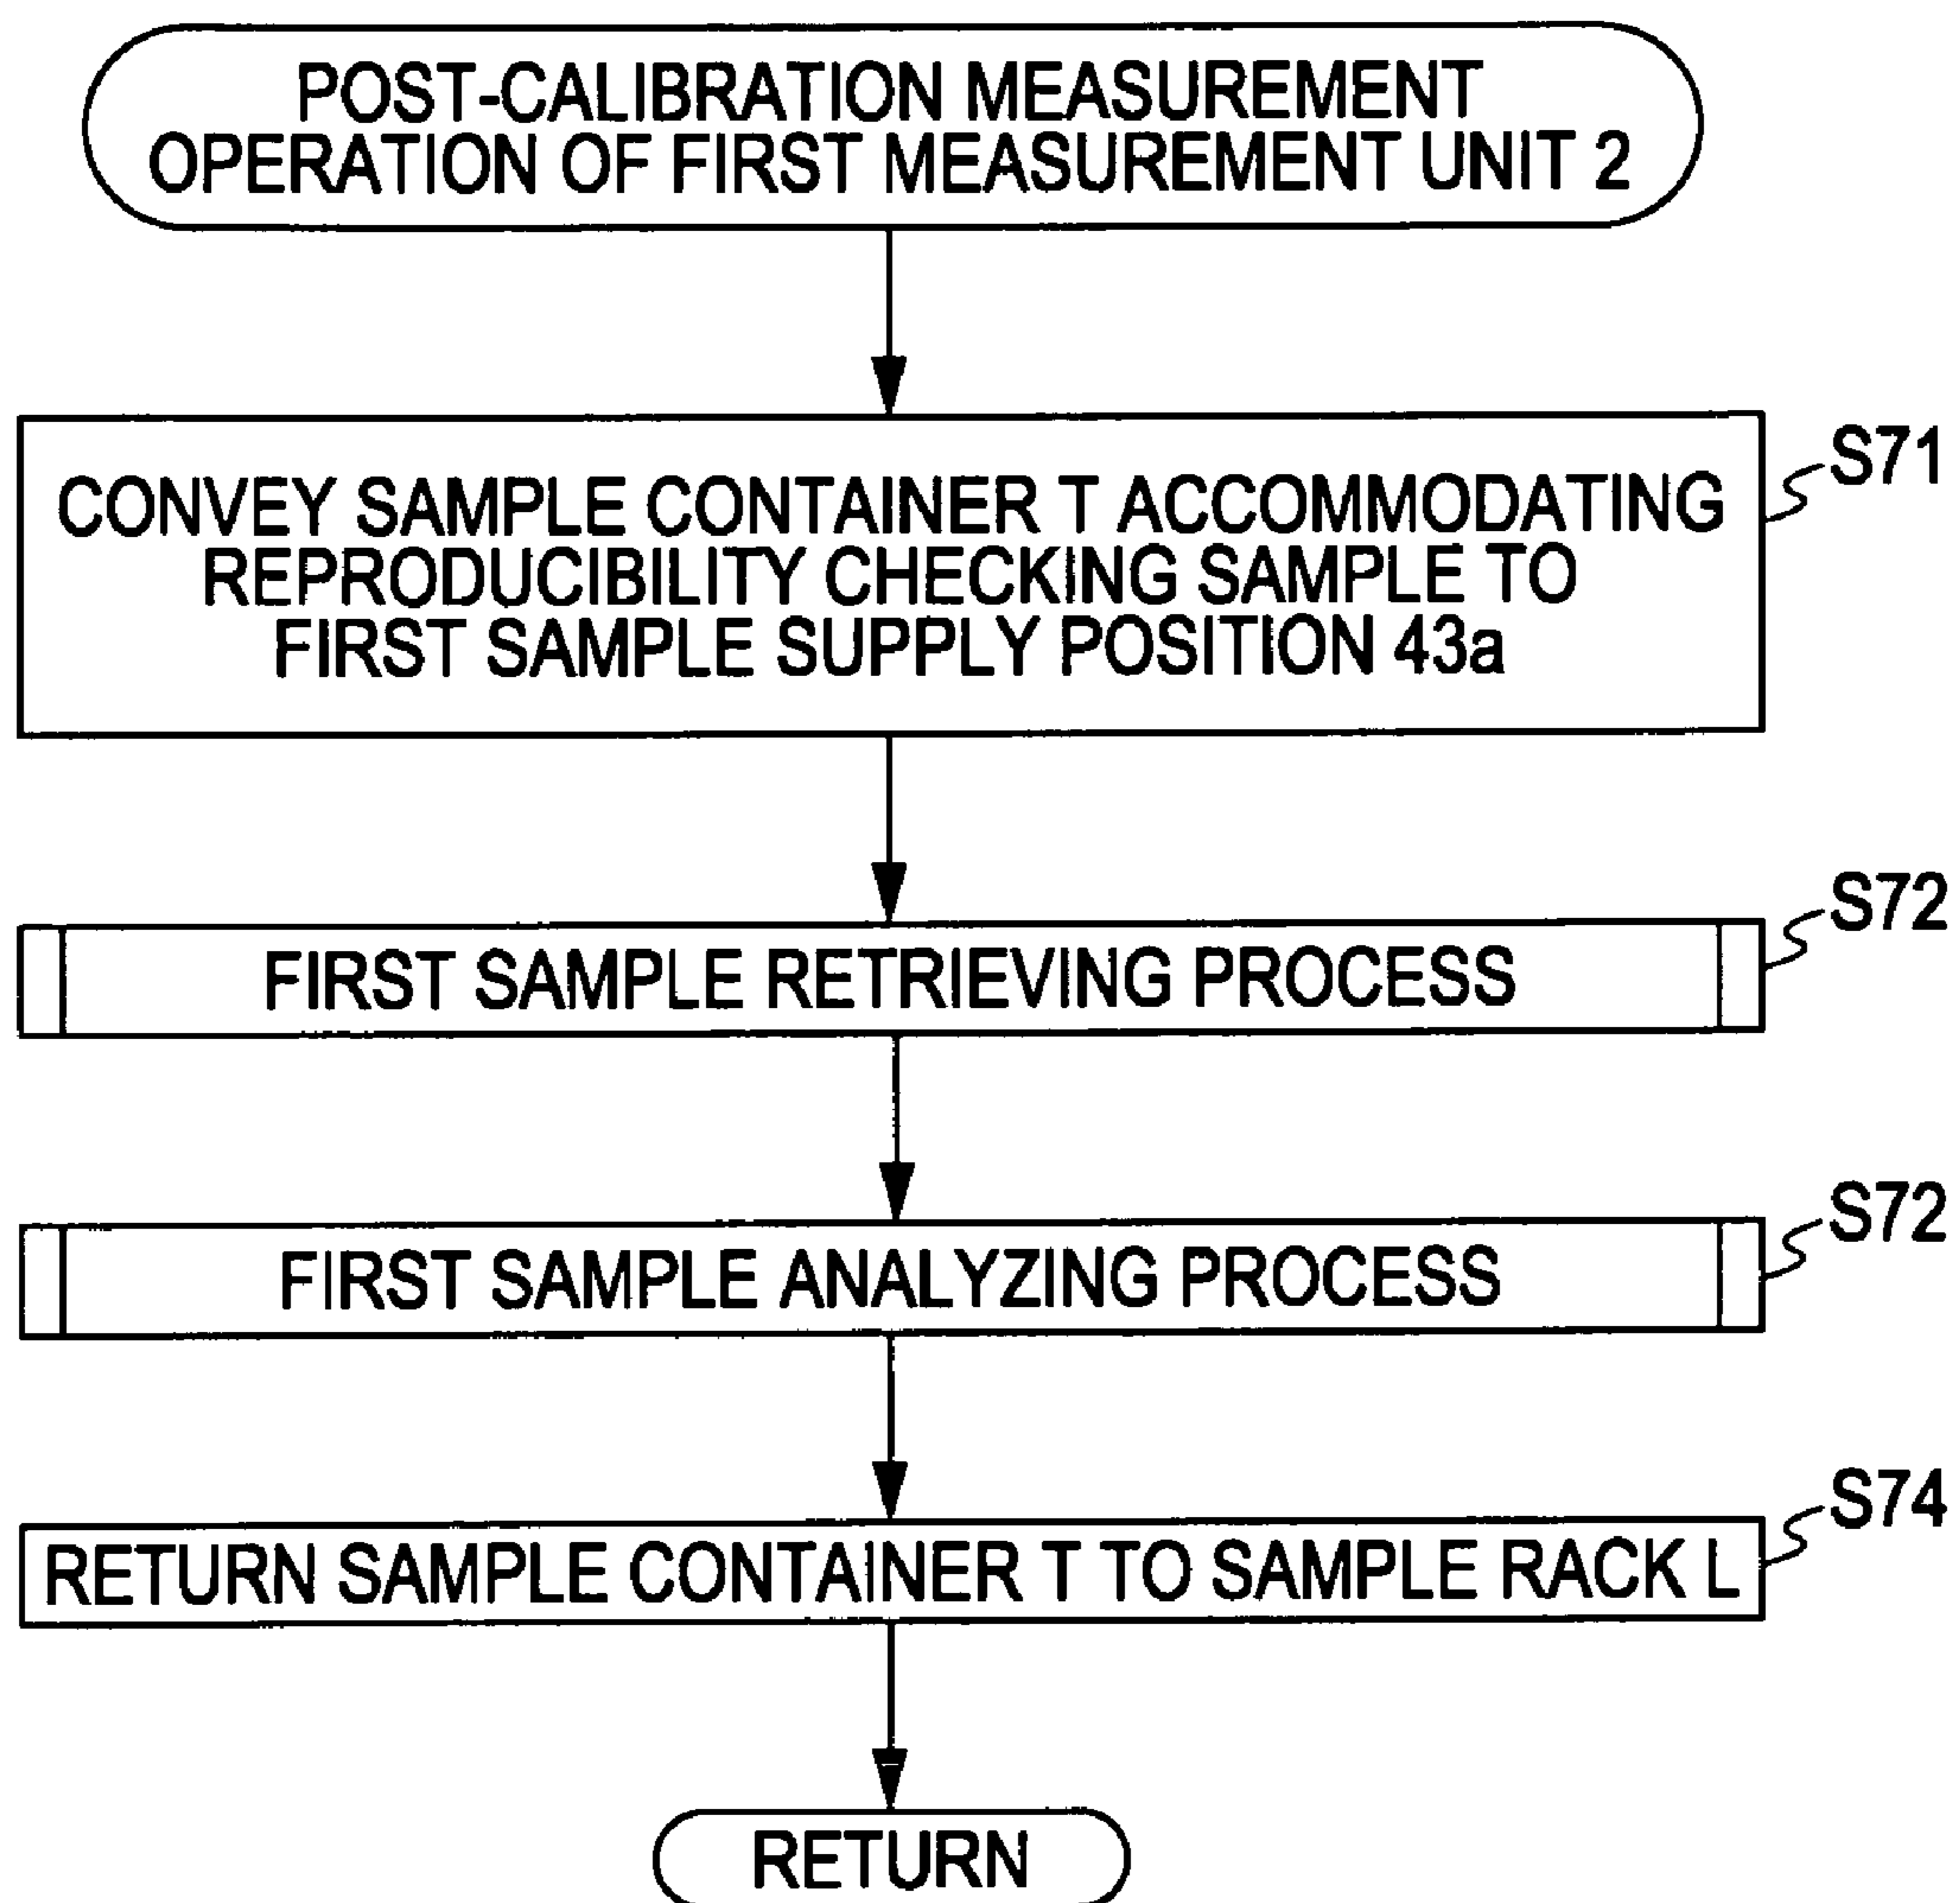 POST-CALIBRATION MEASUREMENT
OPERATION OF FIRST MEASUREMENT UNIT 2
S71
CONVEY SAMPLE CONTAINER T ACCOMMODATING
REPRODUCIBILITY CHECKING SAMPLE TO
FIRST SAMPLE SUPPLY POSITION 43a
S72
FIRST SAMPLE RETRIEVING PROCESS
S72
FIRST SAMPLE ANALYZING PROCESS
S74
RETURN SAMPLE CONTAINER T TO SAMPLE RACK L
RETURN